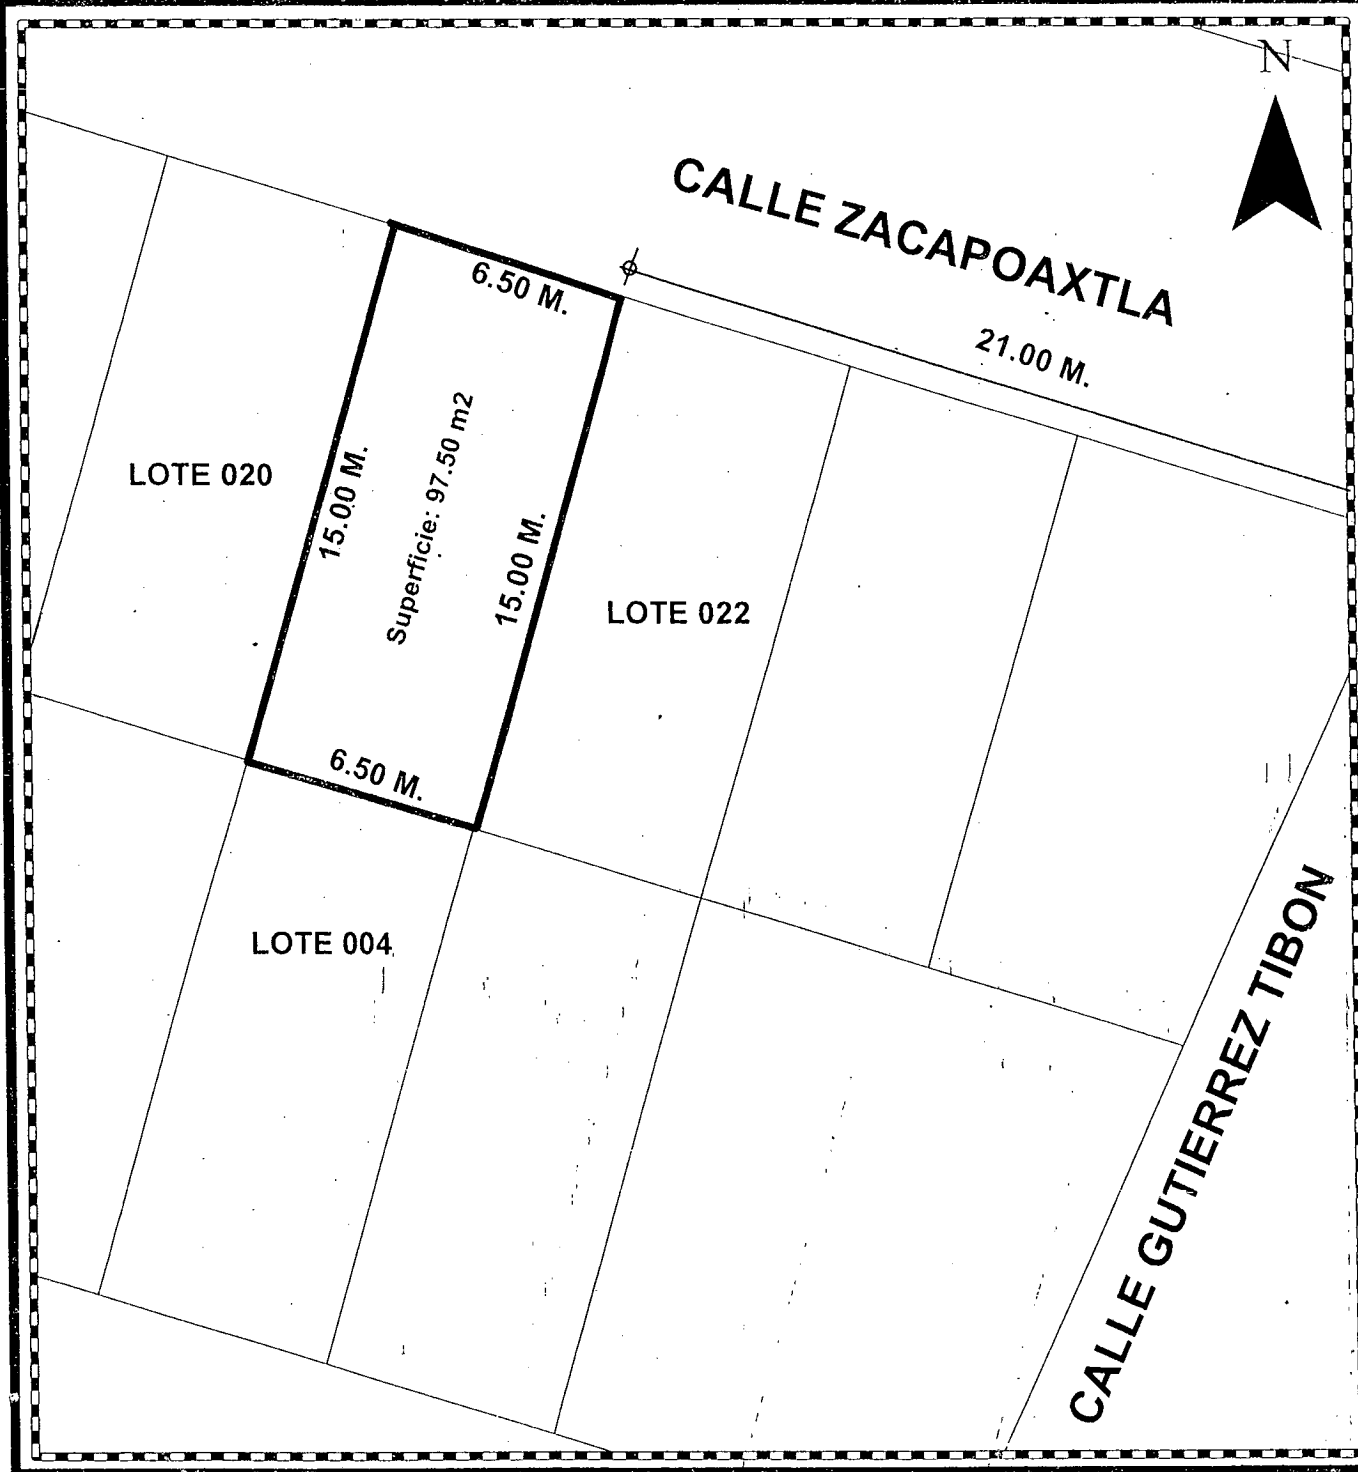 N
CALLE ZACAPOAXTLA
6.50 M.
21.00 M.
LOTE 020
15.00 M.
Superficie: 97.50 m2
15.00 M.
LOTE 022
6.50 M.
LOTE 004
CALLE GUTIERREZ TIBON